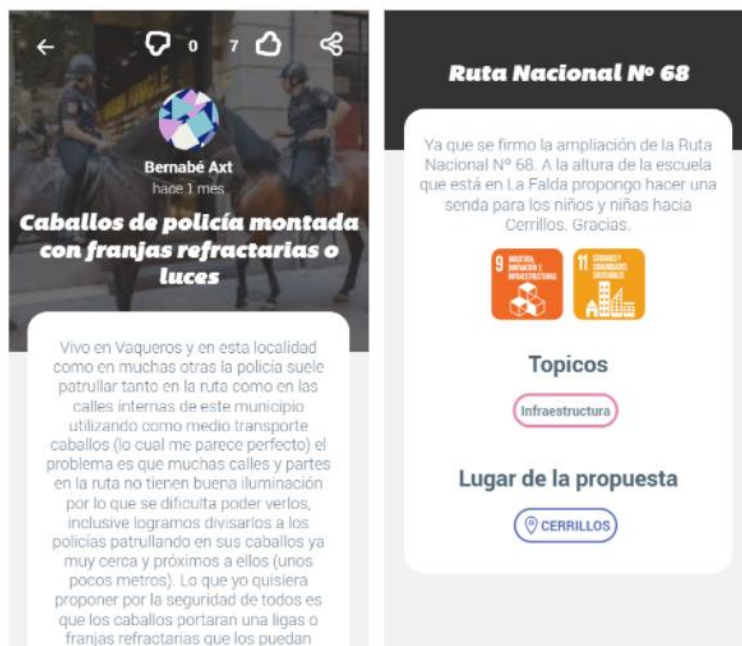 0 7
Bernabé Axt
hace 1 mes
Caballos de policía montada
con franjas refractarias o
luces
Vivo en Vaqueros y en esta localidad
como en muchas otras la policía suele
patrullar tanto en la ruta como en las
calles internas de este municipio
utilizando como medio transporte
caballos (lo cual me parece perfecto) el
problema es que muchas calles y partes
en la ruta no tienen buena iluminación
por lo que se dificulta poder verlos,
inclusive logramos divisarlos a los
policías patrullando en sus caballos ya
muy cerca y próximos a ellos (unos
pocos metros). Lo que yo quisiera
proponer por la seguridad de todos es
que los caballos portaran una ligas o
franjas refractarias que los puedan
Ruta Nacional Nº 68
Ya que se firmo la ampliación de la Ruta
Nacional Nº 68. A la altura de la escuela
que está en La Falda propongo hacer una
senda para los niños y niñas hacia
Cerrillos. Gracias.
9 INDUSTRIA,
INNOVACIÓN E
INFRAESTRUCTURAS
11 CIUDADES Y
COMUNIDADES
SOSTENIBLES
Topicos
Infraestructura
Lugar de la propuesta
CERRILLOS